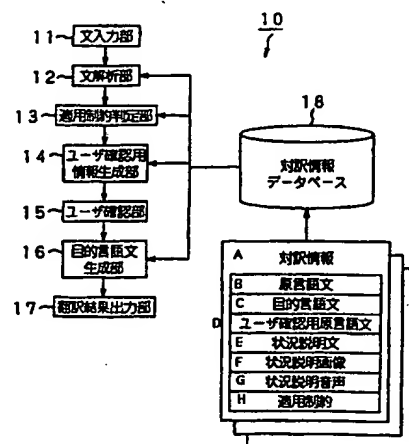 10
11 文入力部
12 文解析部
13 適用制約判定部
14 ユーザ確認用
情報生成部
15 ユーザ確認部
16 目的言語文
生成部
17 翻訳結果出力部
18
対訳情報
データベース
A 対訳情報
B 原言語文
C 目的言語文
D ユーザ確認用原言語文
E 状況説明文
F 状況説明画像
G 状況説明音声
H 適用制約